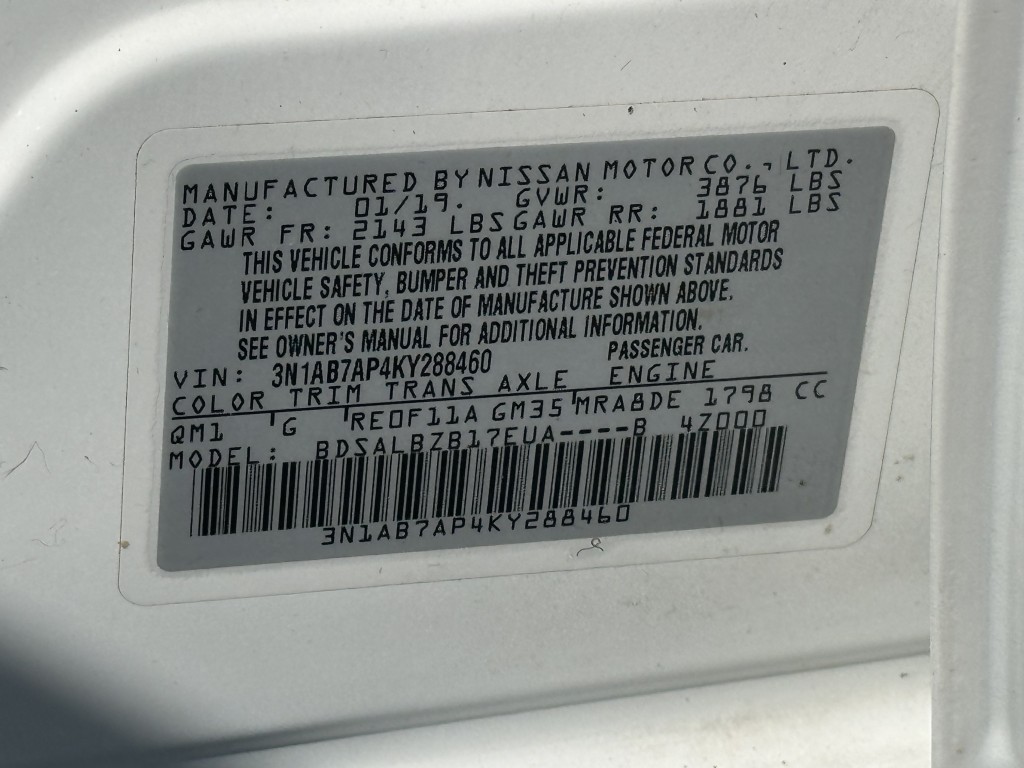 MANUFACTURED BY NISSAN MOTOR CO., LTD.
DATE: 01/19. GVWR: 3876 LBS
GAWR FR: 2143 LBS GAWR RR: 1881 LBS
THIS VEHICLE CONFORMS TO ALL APPLICABLE FEDERAL MOTOR
VEHICLE SAFETY, BUMPER AND THEFT PREVENTION STANDARDS
IN EFFECT ON THE DATE OF MANUFACTURE SHOWN ABOVE.
SEE OWNER'S MANUAL FOR ADDITIONAL INFORMATION.
VIN: 3N1AB7AP4KY288460 PASSENGER CAR.
COLOR TRIM TRANS AXLE ENGINE
QM1 G RE0F11A GM35 MRA8DE 1798 CC
MODEL: BDSALBZB17EUA----B 4Z000
3N1AB7AP4KY288460